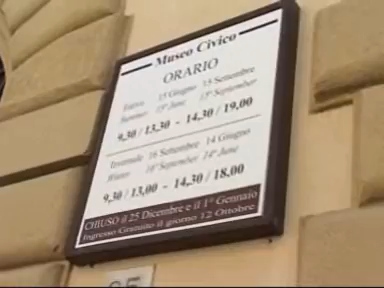 Museo Civico
ORARIO
Estivo 15 Giugno 15 Settembre
Summer 15th June 15th September
9,30 / 13,30 - 14,30 / 19,00
Invernale 16 Settembre 14 Giugno
Winter 16th September 14th June
9,30 / 13,00 - 14,30 / 18,00
CHIUSO il 25 Dicembre e il 1° Gennaio
Ingresso Gratuito il giorno 12 Ottobre